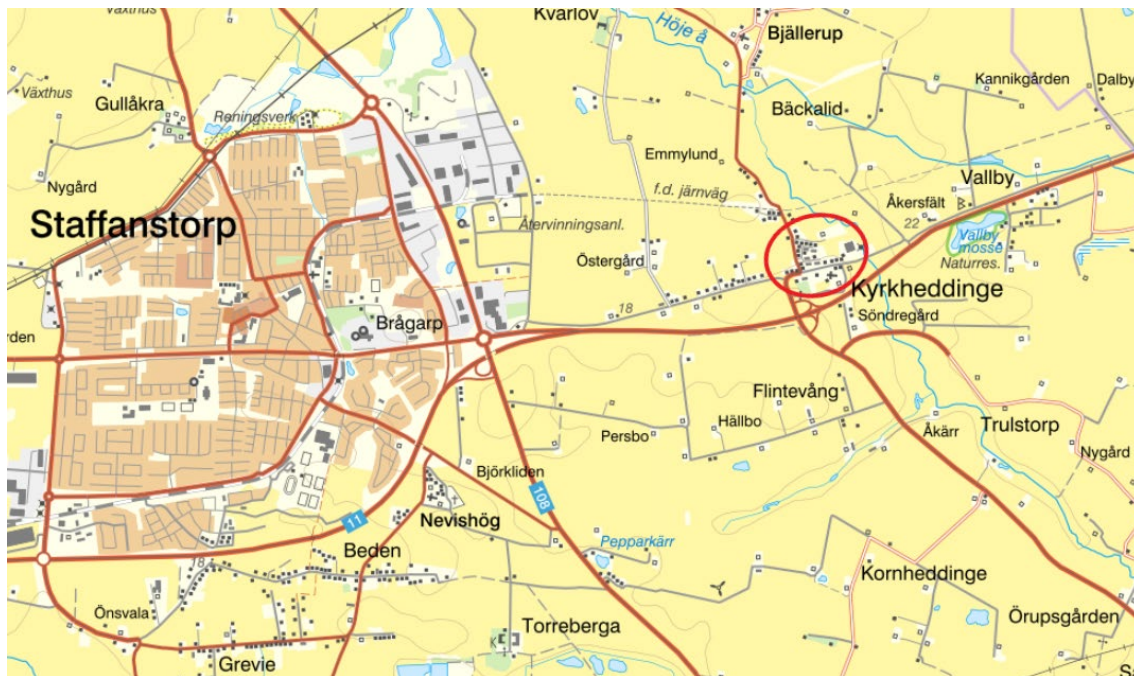 Kvarlöv
Höje å
Bjällerup
Växthus
Växthus
Gullåkra
Reningsverk
Kannikgården
Dalby
Bäckalid
Emmylund
Nygård
f.d. järnväg
Vallby
Åkersfält
Staffanstorp
Återvinningsanl.
22
Vallby
mosse
Naturres.
Östergård
Kyrkheddinge
18
Söndregård
Brågarp
rden
Flintevång
Hällbo
Persbo
Åkärr
Trulstorp
Nygård
Björkliden
108
11
Nevishög
Beden
Pepparkärr
18
Kornheddinge
Önsvala
Örupsgården
Torreberga
K
Grevie